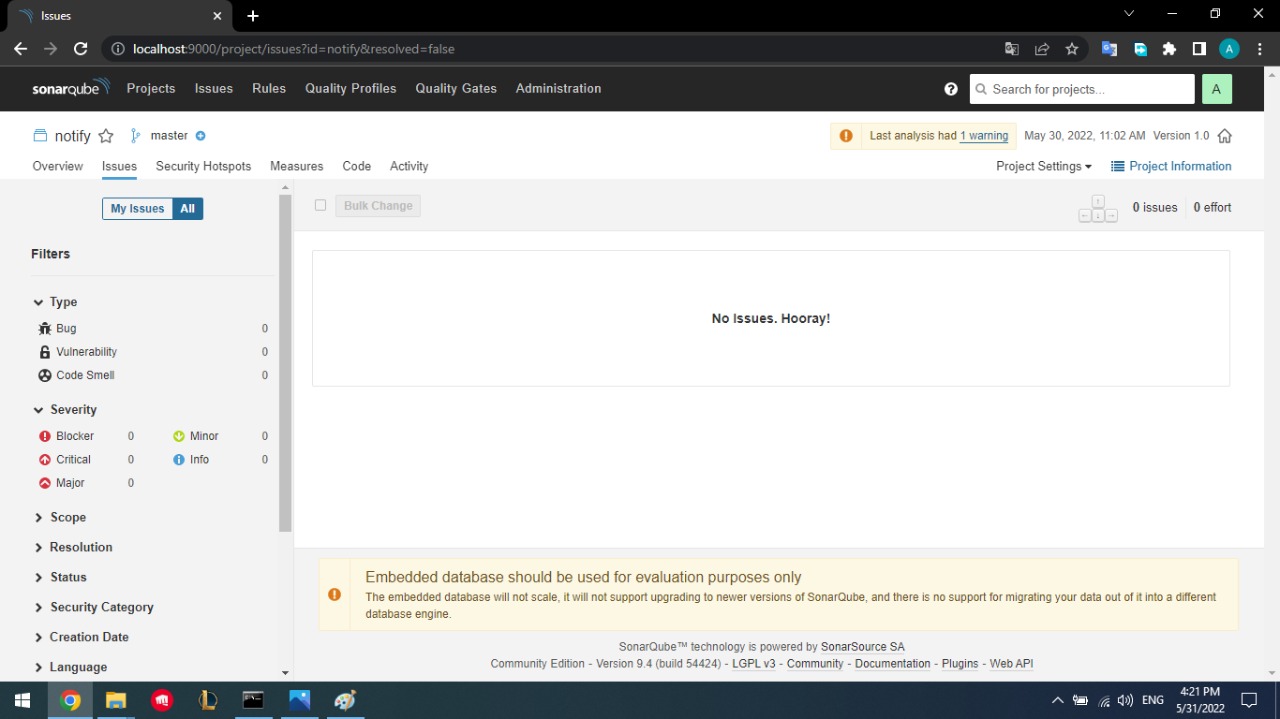 Issues
localhost:9000/project/issues?id=notify&resolved=false
A
sonarqube Projects Issues Rules Quality Profiles Quality Gates Administration
Search for projects...
A
notify master
Last analysis had 1 warning May 30, 2022, 11:02 AM Version 1.0
Overview Issues Security Hotspots Measures Code Activity
Project Settings Project Information
My Issues All
Bulk Change
0 issues 0 effort
Filters
Type
Bug 0
Vulnerability 0
Code Smell 0
Severity
Blocker 0 Minor 0
Critical 0 Info 0
Major 0
Scope
Resolution
Status
Security Category
Creation Date
Language
No Issues. Hooray!
Embedded database should be used for evaluation purposes only
The embedded database will not scale, it will not support upgrading to newer versions of SonarQube, and there is no support for migrating your data out of it into a different
database engine.
SonarQube™ technology is powered by SonarSource SA
Community Edition - Version 9.4 (build 54424) - LGPL v3 - Community - Documentation - Plugins - Web API
ENG
4:21 PM
5/31/2022